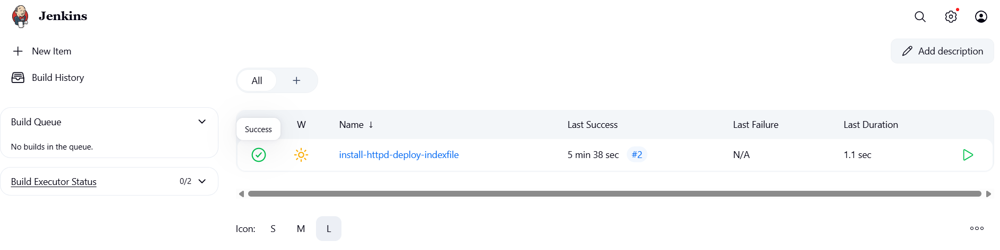 Jenkins
New Item
Add description
Build History
All
Build Queue
No builds in the queue.
Build Executor Status 0/2
Success W Name ↓ Last Success Last Failure Last Duration
install-httpd-deploy-indexfile 5 min 38 sec #2 N/A 1.1 sec
Icon: S M L